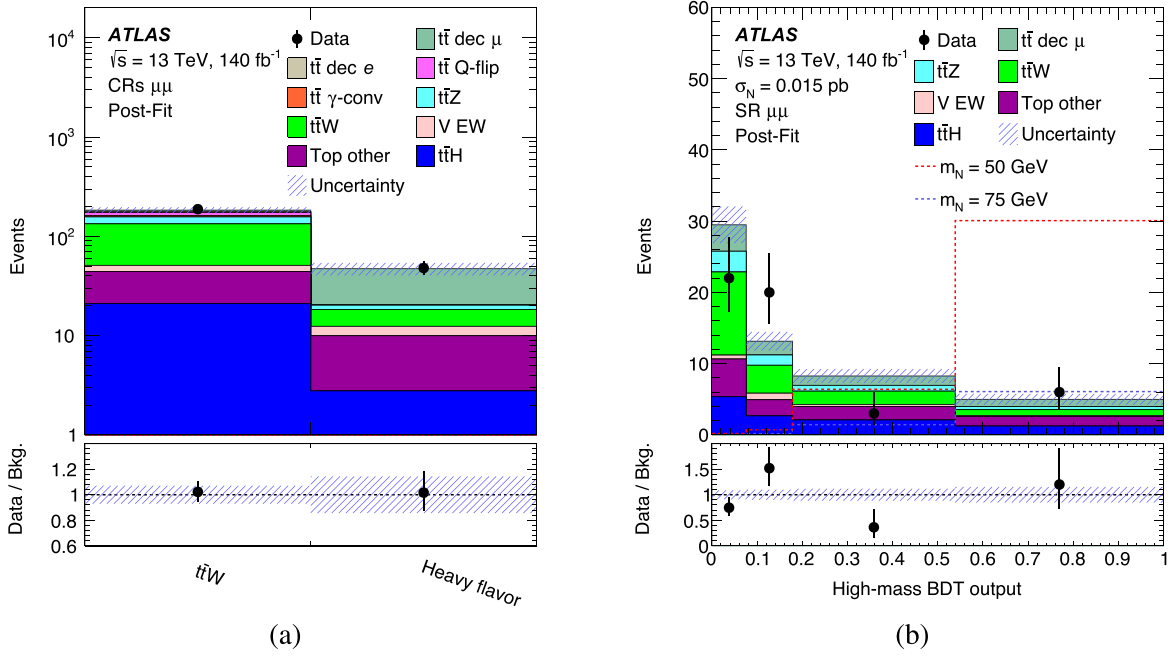 ATLAS
√s = 13 TeV, 140 fb⁻¹
CRs μμ
Post-Fit
Data
tt̄ dec e
tt̄ γ-conv
tt̄W
Top other
Uncertainty
tt̄ dec μ
tt̄ Q-flip
tt̄Z
V EW
tt̄H
Events
10⁴
10³
10²
10
1
Data / Bkg.
1.2
1.0
0.8
0.6
tt̄W
Heavy flavor
(a)
ATLAS
√s = 13 TeV, 140 fb⁻¹
σN = 0.015 pb
SR μμ
Post-Fit
Data
tt̄Z
V EW
tt̄H
tt̄ dec μ
tt̄W
Top other
Uncertainty
mN = 50 GeV
mN = 75 GeV
Events
60
50
40
30
20
10
0
Data / Bkg.
1.5
1
0.5
0
0 0.1 0.2 0.3 0.4 0.5 0.6 0.7 0.8 0.9 1
High-mass BDT output
(b)